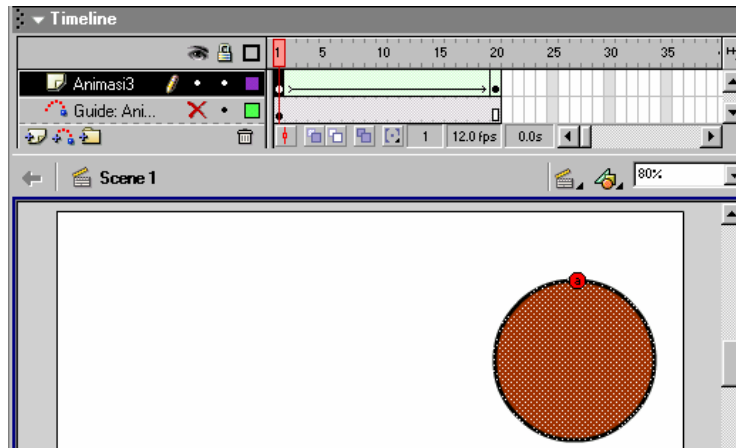 Timeline
1 5 10 15 20 25 30 35
Animasi3
Guide: Ani...
1 12.0 fps 0.0s
Scene 1 80%
a